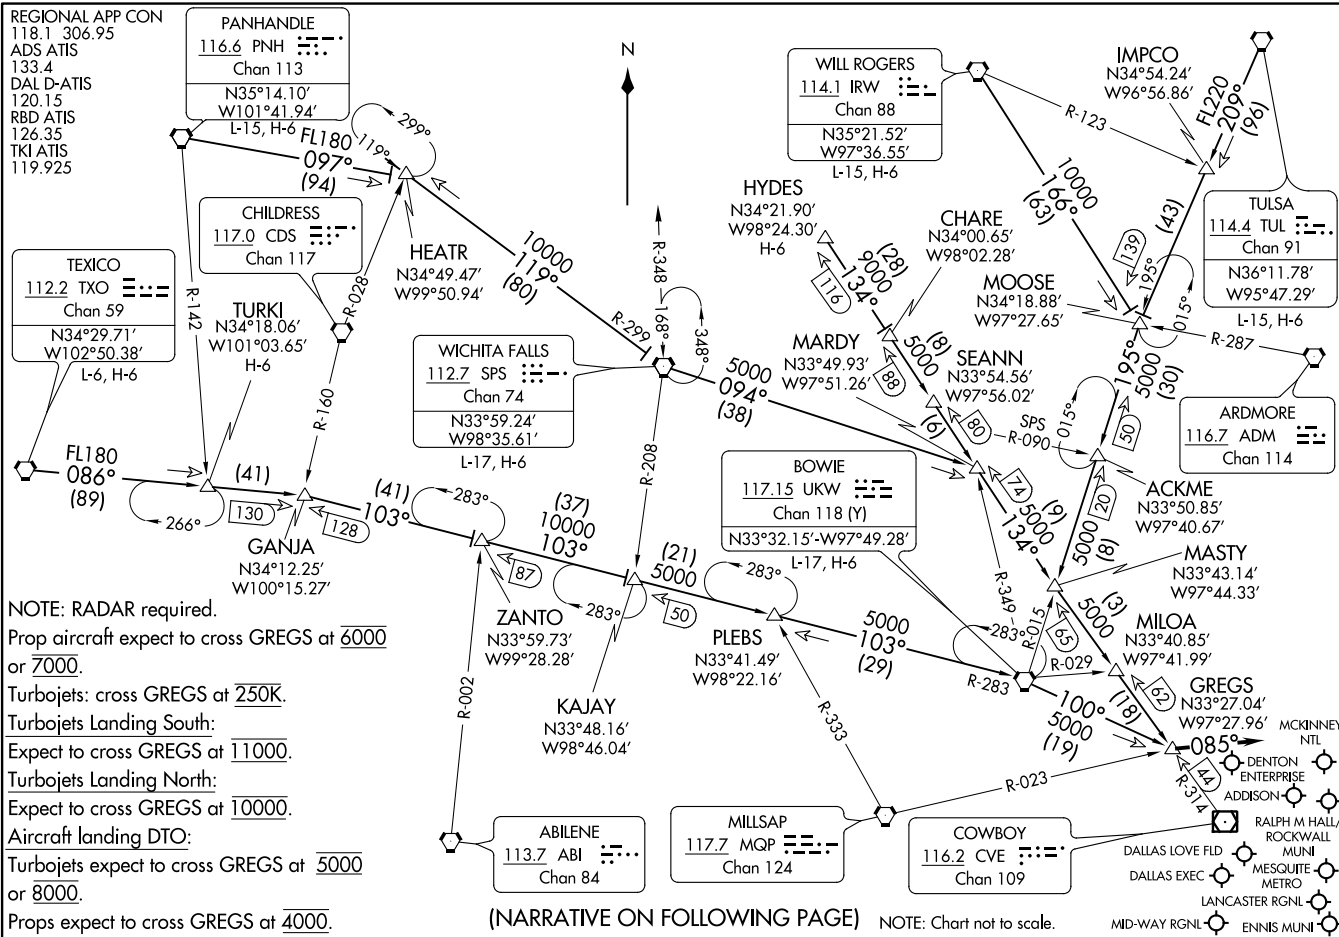 REGIONAL APP CON
118.1 306.95
ADS ATIS
133.4
DAL D-ATIS
120.15
RBD ATIS
126.35
TKI ATIS
119.925
PANHANDLE
116.6 PNH
Chan 113
N35°14.10'
W101°41.94'
L-15, H-6
FL180
097°
(94)
119°
299°
HEATR
N34°49.47'
W99°50.94'
10000
119°
(80)
R-299
N
R-348
168°
348°
CHILDRESS
117.0 CDS
Chan 117
R-028
R-160
R-142
TEXICO
112.2 TXO
Chan 59
N34°29.71'
W102°50.38'
L-6, H-6
TURKI
N34°18.06'
W101°03.65'
H-6
FL180
086°
(89)
266°
(41)
130
128
GANJA
N34°12.25'
W100°15.27'
(41)
103°
283°
WICHITA FALLS
112.7 SPS
Chan 74
N33°59.24'
W98°35.61'
L-17, H-6
R-208
5000
094°
(38)
WILL ROGERS
114.1 IRW
Chan 88
N35°21.52'
W97°36.55'
L-15, H-6
R-123
10000
166°
(63)
IMPCO
N34°54.24'
W96°56.86'
FL220
209°
(96)
TULSA
114.4 TUL
Chan 91
N36°11.78'
W95°47.29'
L-15, H-6
(43)
139
195°
015°
HYDES
N34°21.90'
W98°24.30'
H-6
116
(28)
9000
134°
CHARE
N34°00.65'
W98°02.28'
(8)
5000
88
MOOSE
N34°18.88'
W97°27.65'
R-287
ARDMORE
116.7 ADM
Chan 114
195°
5000
(30)
50
015°
MARDY
N33°49.93'
W97°51.26'
SEANN
N33°54.56'
W97°56.02'
80
(6)
SPS
R-090
74
ACKME
N33°50.85'
W97°40.67'
20
5000
(8)
(9)
5000
134°
BOWIE
117.15 UKW
Chan 118 (Y)
N33°32.15'-W97°49.28'
L-17, H-6
R-349
R-015
R-029
R-283
283°
MASTY
N33°43.14'
W97°44.33'
(3)
5000
65
MILOA
N33°40.85'
W97°41.99'
62
(18)
GREGS
N33°27.04'
W97°27.96'
085°
44
R-314
87
ZANTO
N33°59.73'
W99°28.28'
(37)
10000
103°
283°
KAJAY
N33°48.16'
W98°46.04'
50
(21)
5000
283°
PLEBS
N33°41.49'
W98°22.16'
5000
103°
(29)
100°
5000
(19)
R-002
R-333
R-023
ABILENE
113.7 ABI
Chan 84
MILLSAP
117.7 MQP
Chan 124
COWBOY
116.2 CVE
Chan 109
MCKINNEY
NTL
DENTON
ENTERPRISE
ADDISON
RALPH M HALL/
ROCKWALL
MUNI
DALLAS LOVE FLD
DALLAS EXEC
MESQUITE
METRO
LANCASTER RGNL
MID-WAY RGNL
ENNIS MUNI
NOTE: RADAR required.
Prop aircraft expect to cross GREGS at 6000
or 7000.
Turbojets: cross GREGS at 250K.
Turbojets Landing South:
Expect to cross GREGS at 11000.
Turbojets Landing North:
Expect to cross GREGS at 10000.
Aircraft landing DTO:
Turbojets expect to cross GREGS at 5000
or 8000.
Props expect to cross GREGS at 4000.
(NARRATIVE ON FOLLOWING PAGE)
NOTE: Chart not to scale.